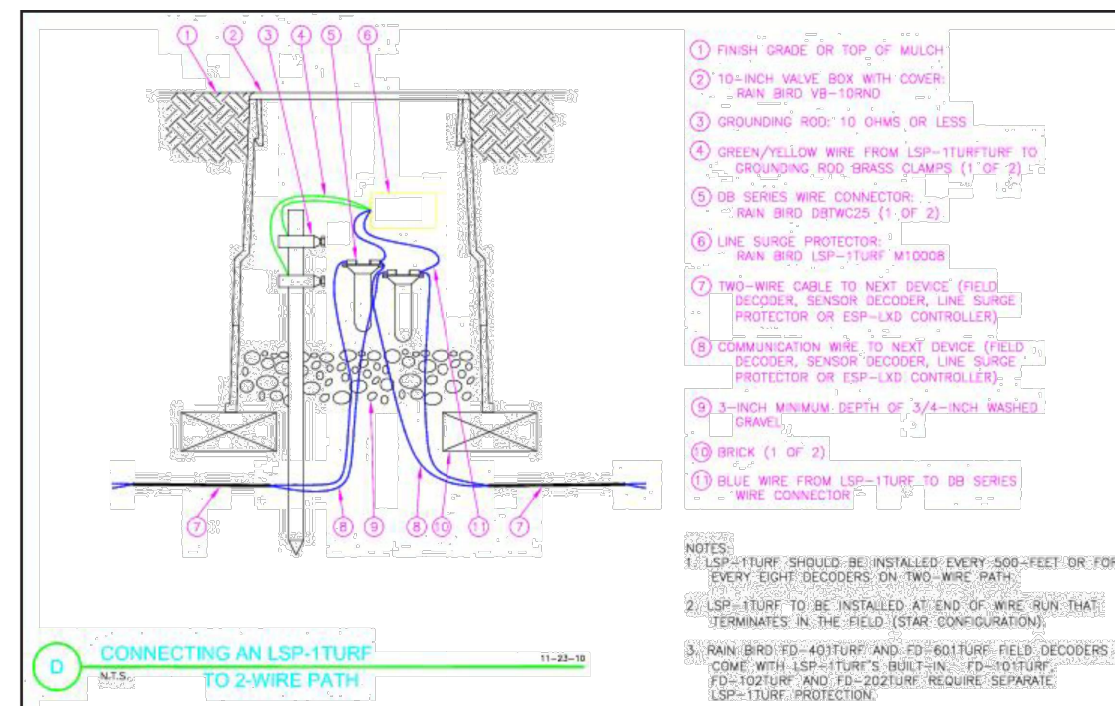 1 2 3 4 5 6
7 8 9 8 10 11 7
1 FINISH GRADE OR TOP OF MULCH
2 10-INCH VALVE BOX WITH COVER:
RAIN BIRD VB-10RND
3 GROUNDING ROD: 10 OHMS OR LESS
4 GREEN/YELLOW WIRE FROM LSP-1TURFTURF TO
GROUNDING ROD BRASS CLAMPS (1 OF 2)
5 DB SERIES WIRE CONNECTOR:
RAIN BIRD DBTWC25 (1 OF 2)
6 LINE SURGE PROTECTOR:
RAIN BIRD LSP-1TURF M10008
7 TWO-WIRE CABLE TO NEXT DEVICE (FIELD
DECODER, SENSOR DECODER, LINE SURGE
PROTECTOR OR ESP-LXD CONTROLLER)
8 COMMUNICATION WIRE TO NEXT DEVICE (FIELD
DECODER, SENSOR DECODER, LINE SURGE
PROTECTOR OR ESP-LXD CONTROLLER)
9 3-INCH MINIMUM DEPTH OF 3/4-INCH WASHED
GRAVEL
10 BRICK (1 OF 2)
11 BLUE WIRE FROM LSP-1TURF TO DB SERIES
WIRE CONNECTOR
NOTES:
1. LSP-1TURF SHOULD BE INSTALLED EVERY 500-FEET OR FOR
EVERY EIGHT DECODERS ON TWO-WIRE PATH
2. LSP-1TURF TO BE INSTALLED AT END OF WIRE RUN THAT
TERMINATES IN THE FIELD (STAR CONFIGURATION).
3. RAIN BIRD FD-401TURF AND FD-601TURF FIELD DECODERS
COME WITH LSP-1TURF'S BUILT-IN. FD-101TURF,
FD-102TURF AND FD-202TURF REQUIRE SEPARATE
LSP-1TURF PROTECTION.
D CONNECTING AN LSP-1TURF
11-23-10
N.T.S. TO 2-WIRE PATH